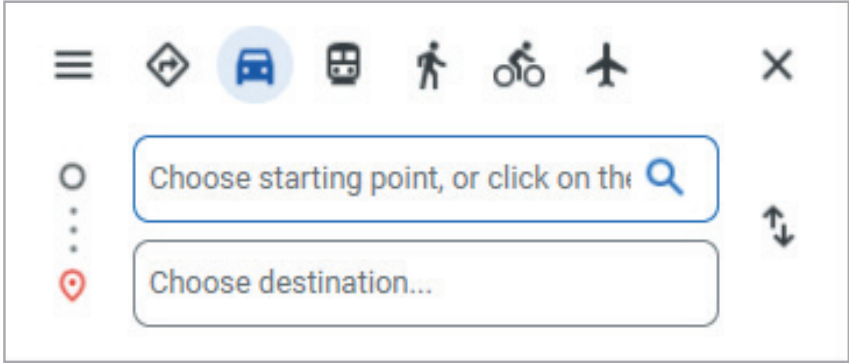 Choose starting point, or click on the
Choose destination...